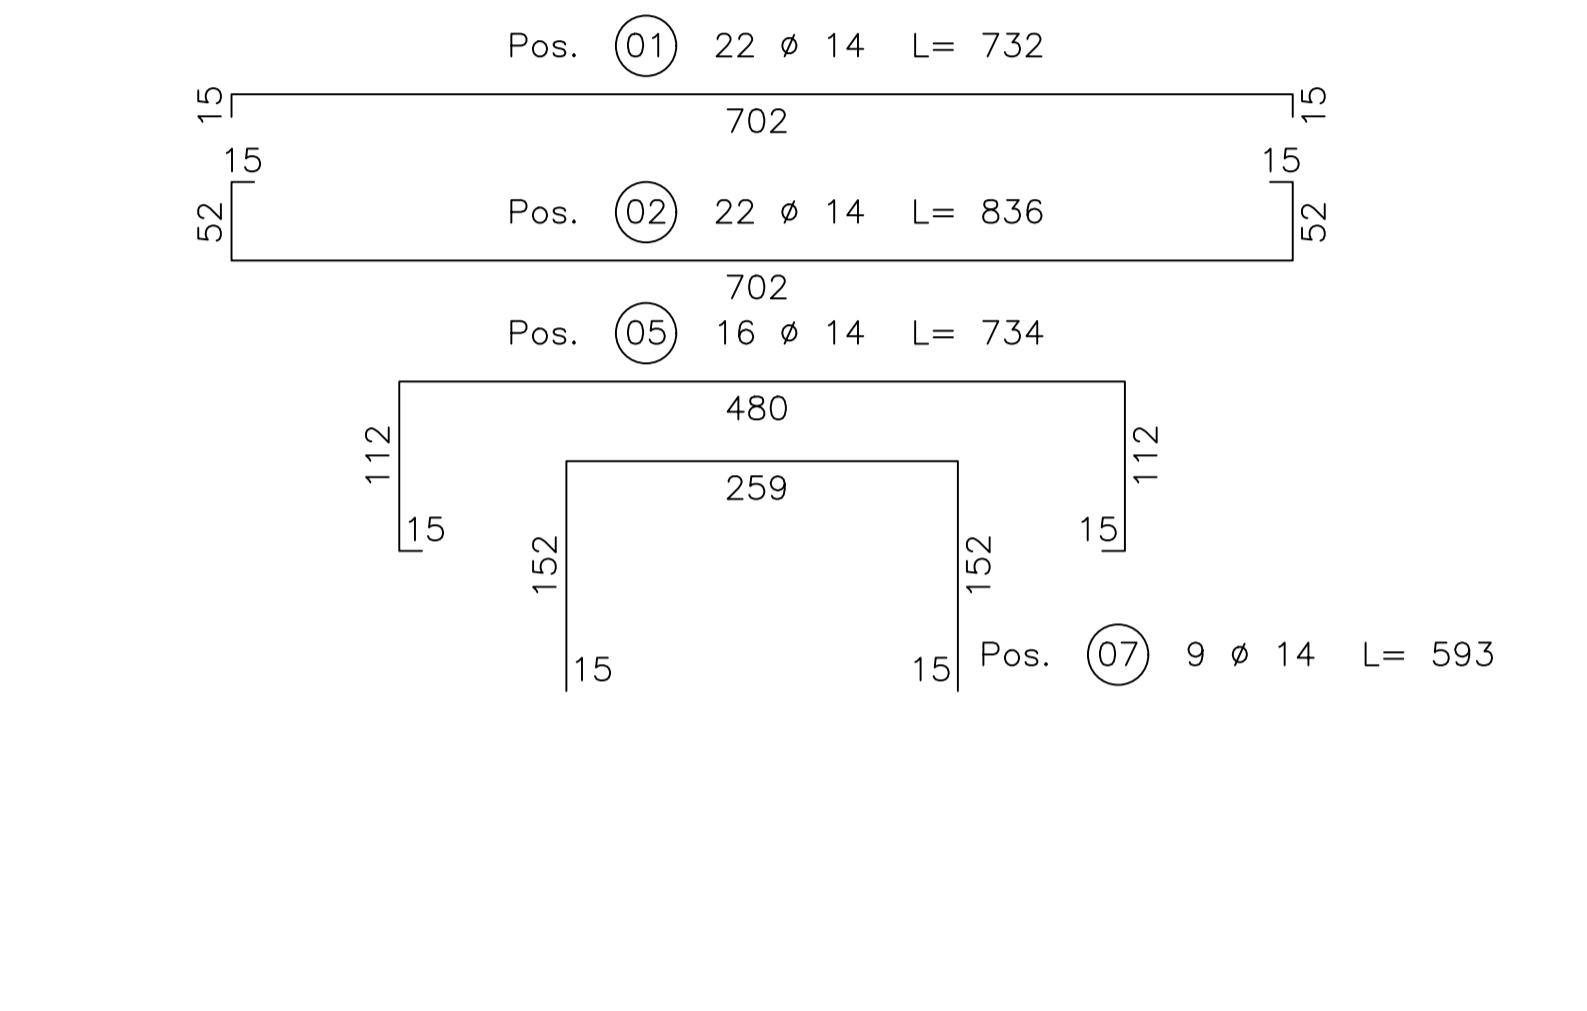 Pos. 01 22 ø 14 L= 732
15 15
702
15 15
52 Pos. 02 22 ø 14 L= 836 52
702
Pos. 05 16 ø 14 L= 734
480
112 112
259
15 15
152 152
15 15 Pos. 07 9 ø 14 L= 593